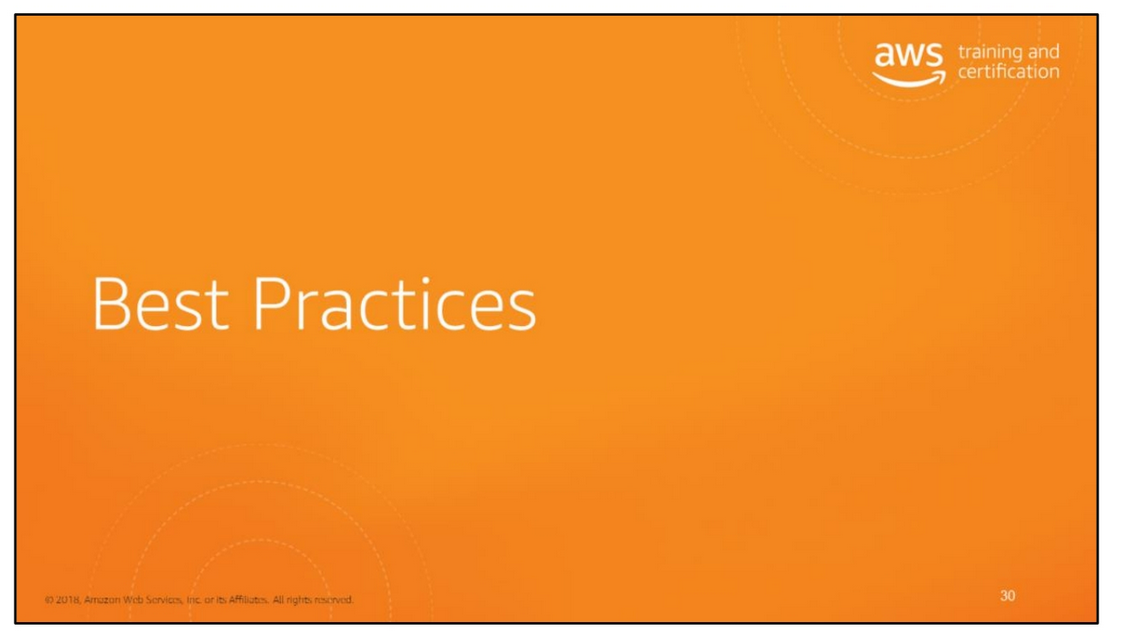 aws training and
certification
Best Practices
© 2018, Amazon Web Services, Inc. or its Affiliates. All rights reserved.
30